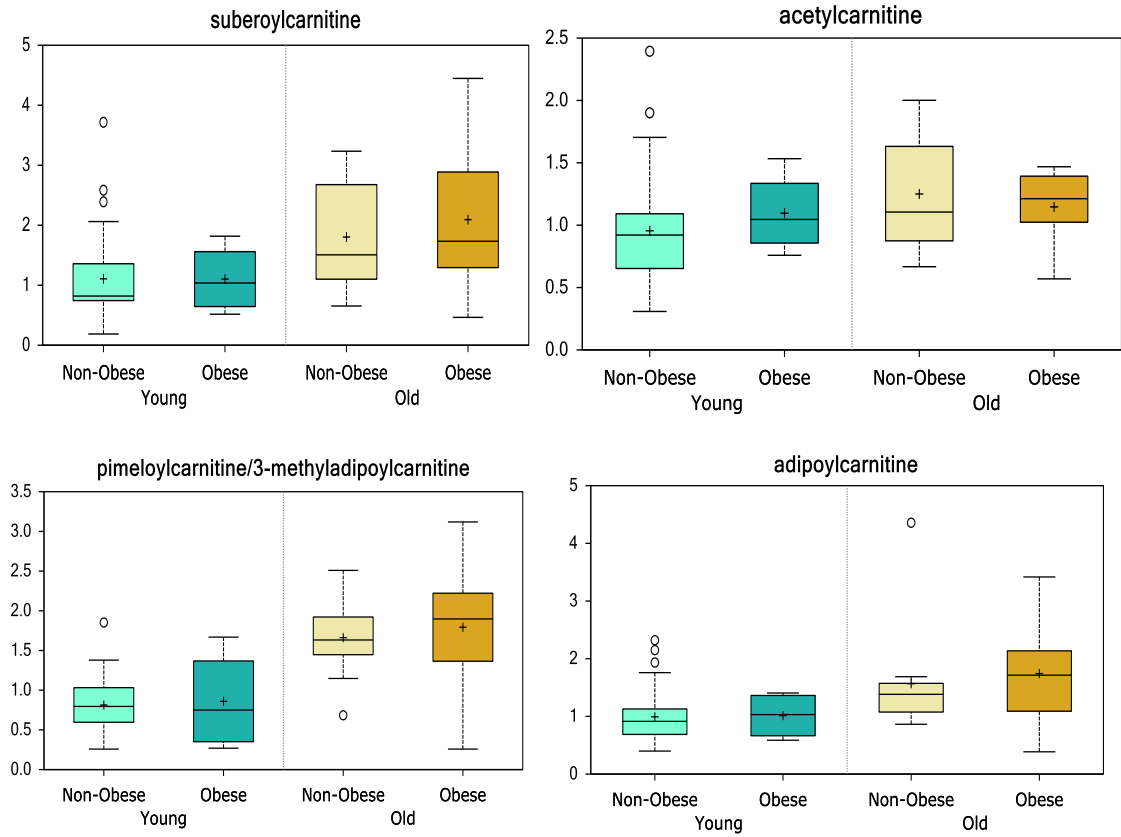 suberoylcarnitine
5
4
3
2
1
0
Non-Obese Obese Non-Obese Obese
Young Old
acetylcarnitine
2.5
2.0
1.5
1.0
0.5
0.0
Non-Obese Obese Non-Obese Obese
Young Old
pimeloylcarnitine/3-methyladipoylcarnitine
3.5
3.0
2.5
2.0
1.5
1.0
0.5
0.0
Non-Obese Obese Non-Obese Obese
Young Old
adipoylcarnitine
5
4
3
2
1
0
Non-Obese Obese Non-Obese Obese
Young Old